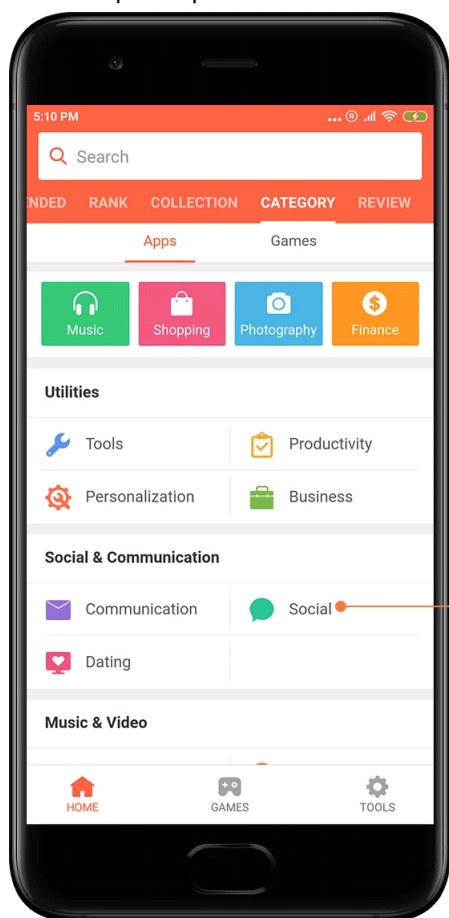 5:10 PM
Search
NDED RANK COLLECTION CATEGORY REVIEW
Apps Games
Music Shopping Photography Finance
Utilities
Tools Productivity
Personalization Business
Social & Communication
Communication Social
Dating
Music & Video
HOME GAMES TOOLS